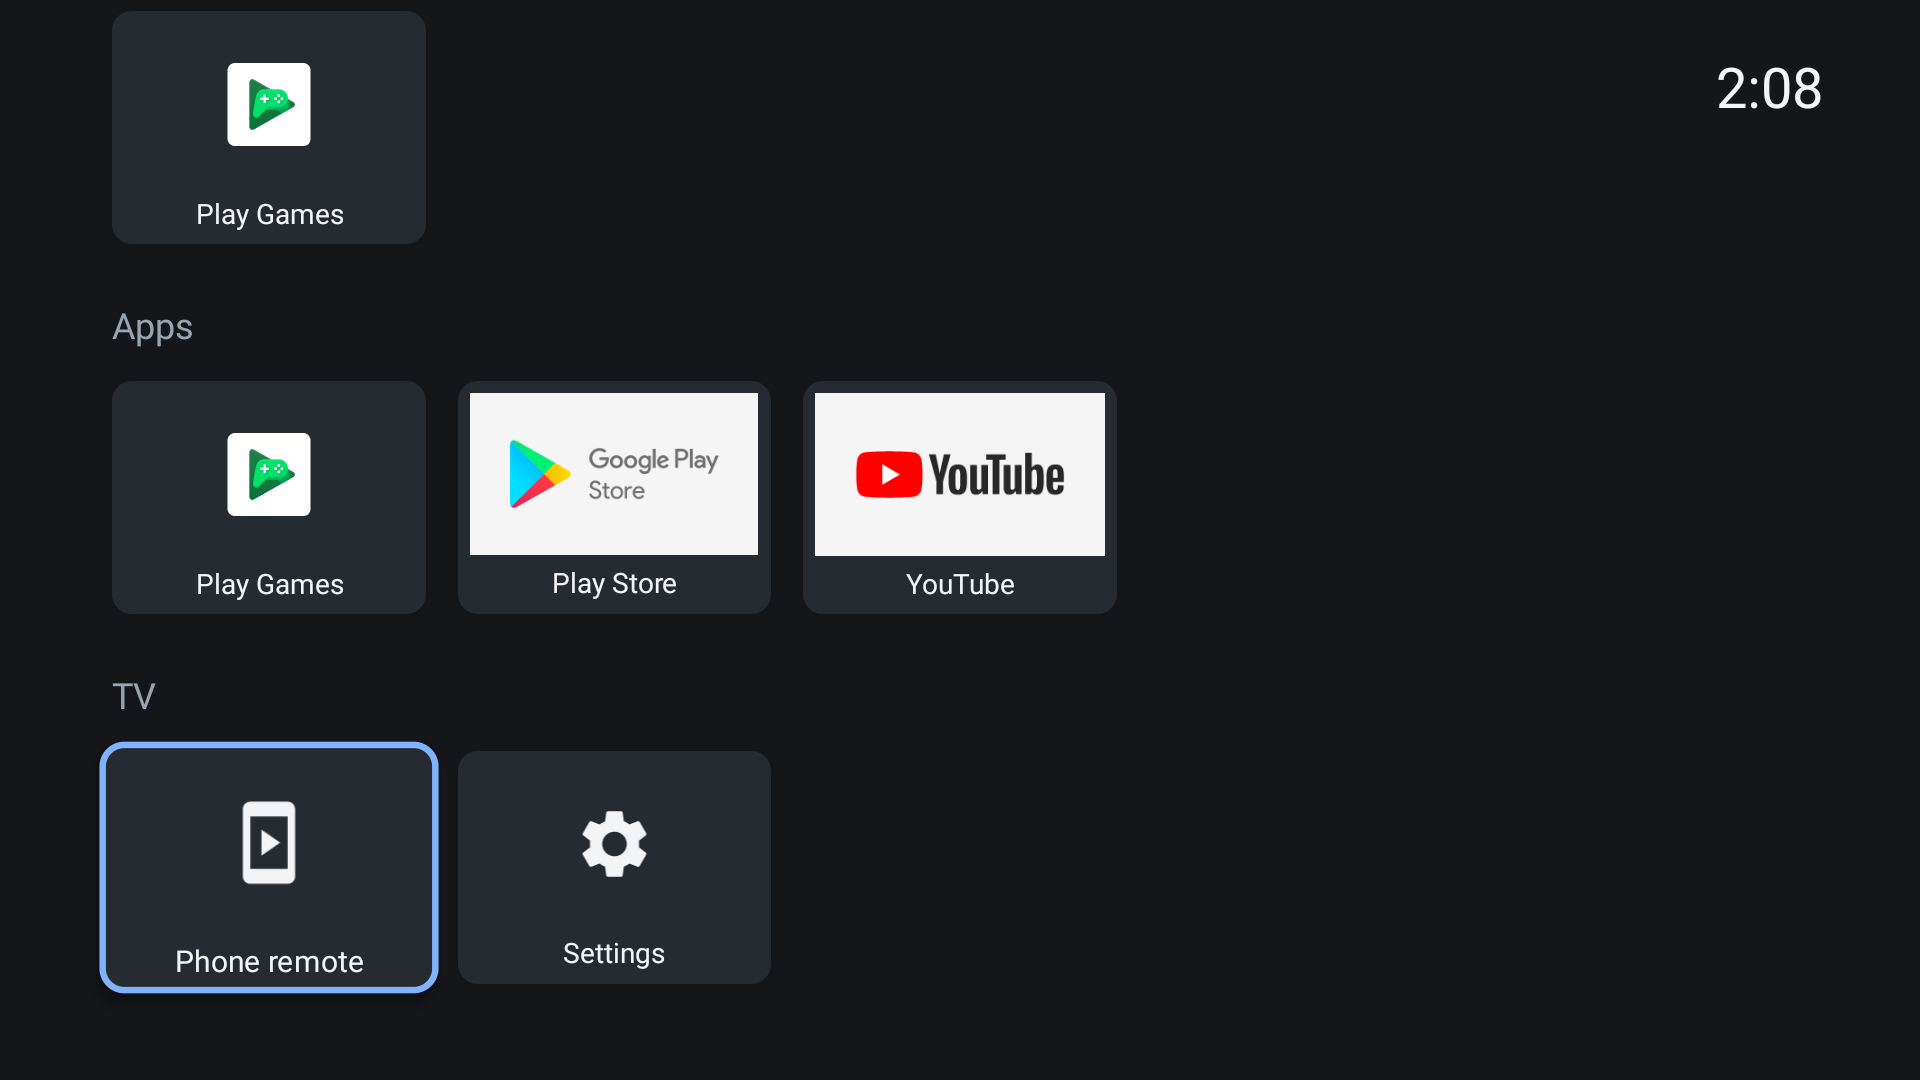 2:08
Play Games
Apps
Google Play
Store
YouTube
Play Games
Play Store
YouTube
TV
Phone remote
Settings